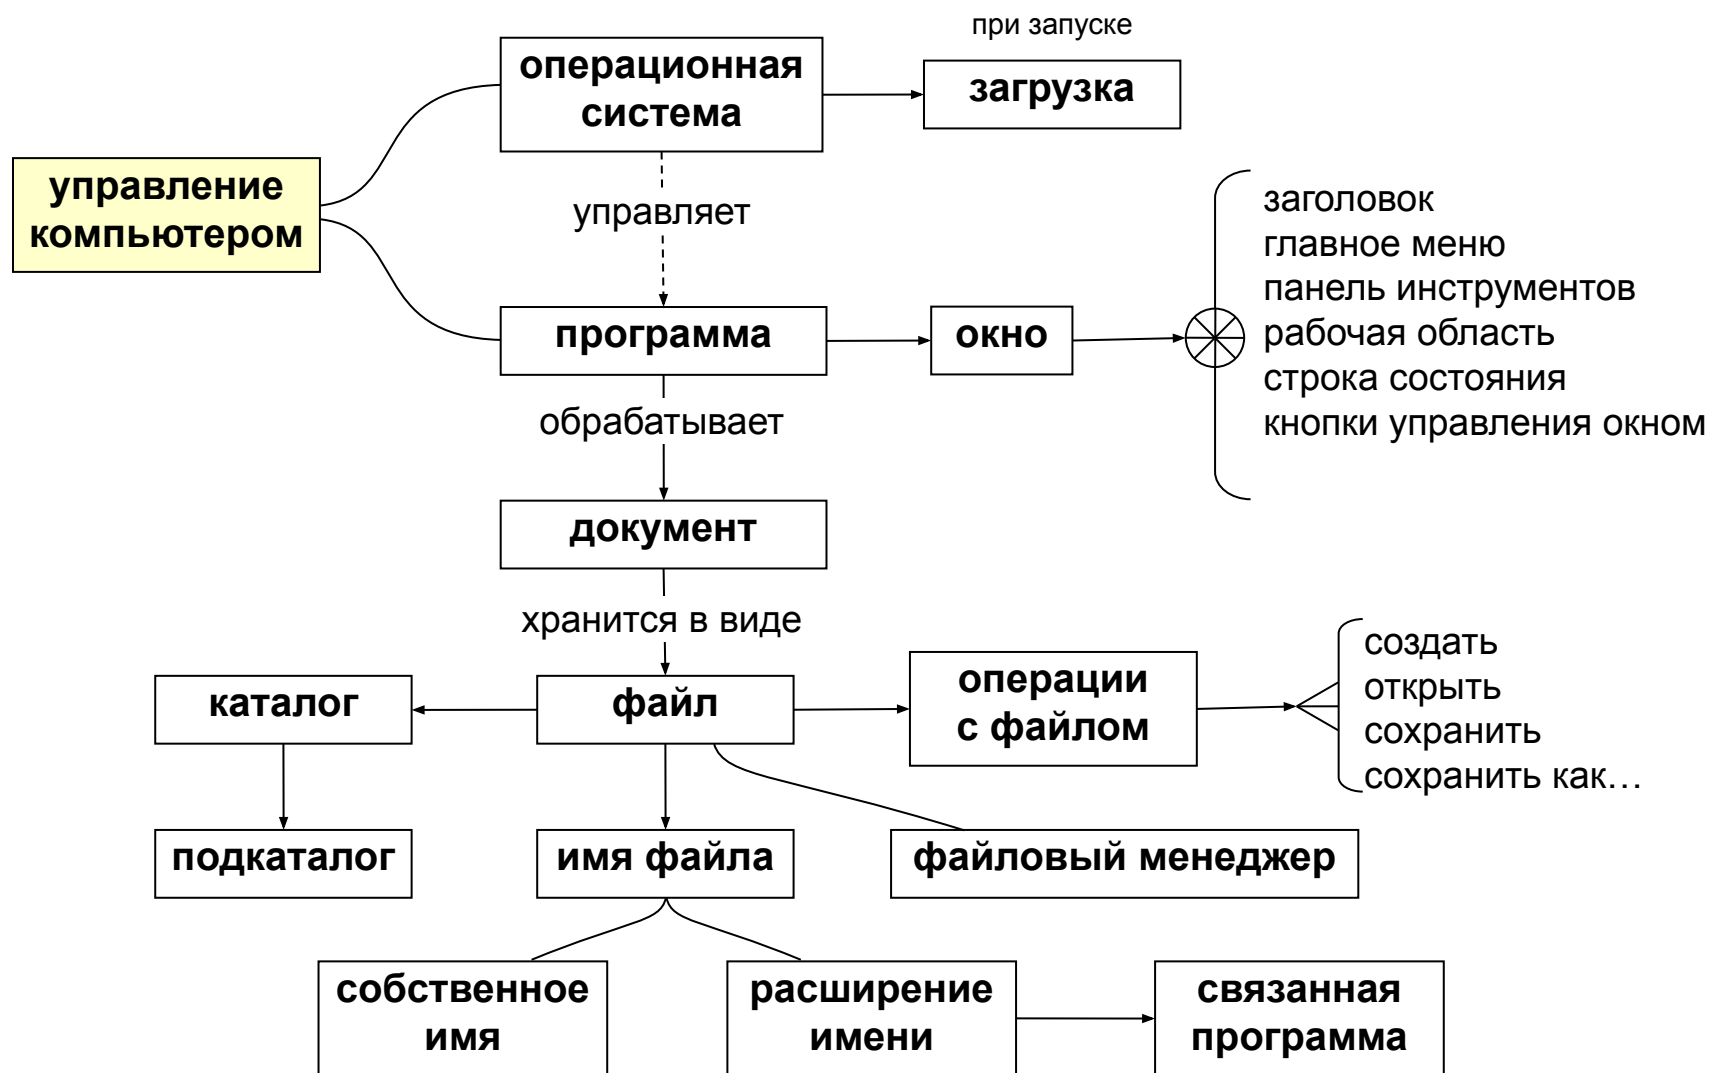 при запуске
операционная
система
загрузка
управление
компьютером
управляет
заголовок
главное меню
панель инструментов
рабочая область
строка состояния
кнопки управления окном
программа
окно
обрабатывает
документ
хранится в виде
каталог
файл
операции
с файлом
создать
открыть
сохранить
сохранить как…
подкаталог
имя файла
файловый менеджер
собственное
имя
расширение
имени
связанная
программа